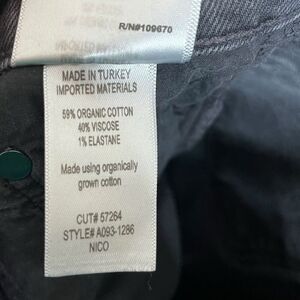 R/N#109670
MADE IN TURKEY
IMPORTED MATERIALS
59% ORGANIC COTTON
40% VISCOSE
1% ELASTANE
Made using organically
grown cotton
CUT# 57264
STYLE# A093-1286
NICO